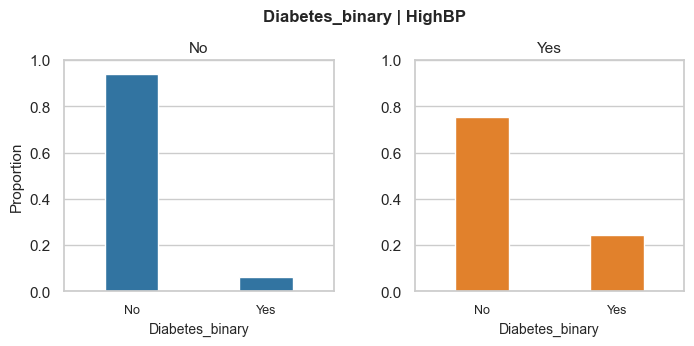 Diabetes_binary | HighBP
No
1.0
0.8
0.6
0.4
0.2
0.0
Proportion
No Yes
Diabetes_binary
Yes
1.0
0.8
0.6
0.4
0.2
0.0
No Yes
Diabetes_binary